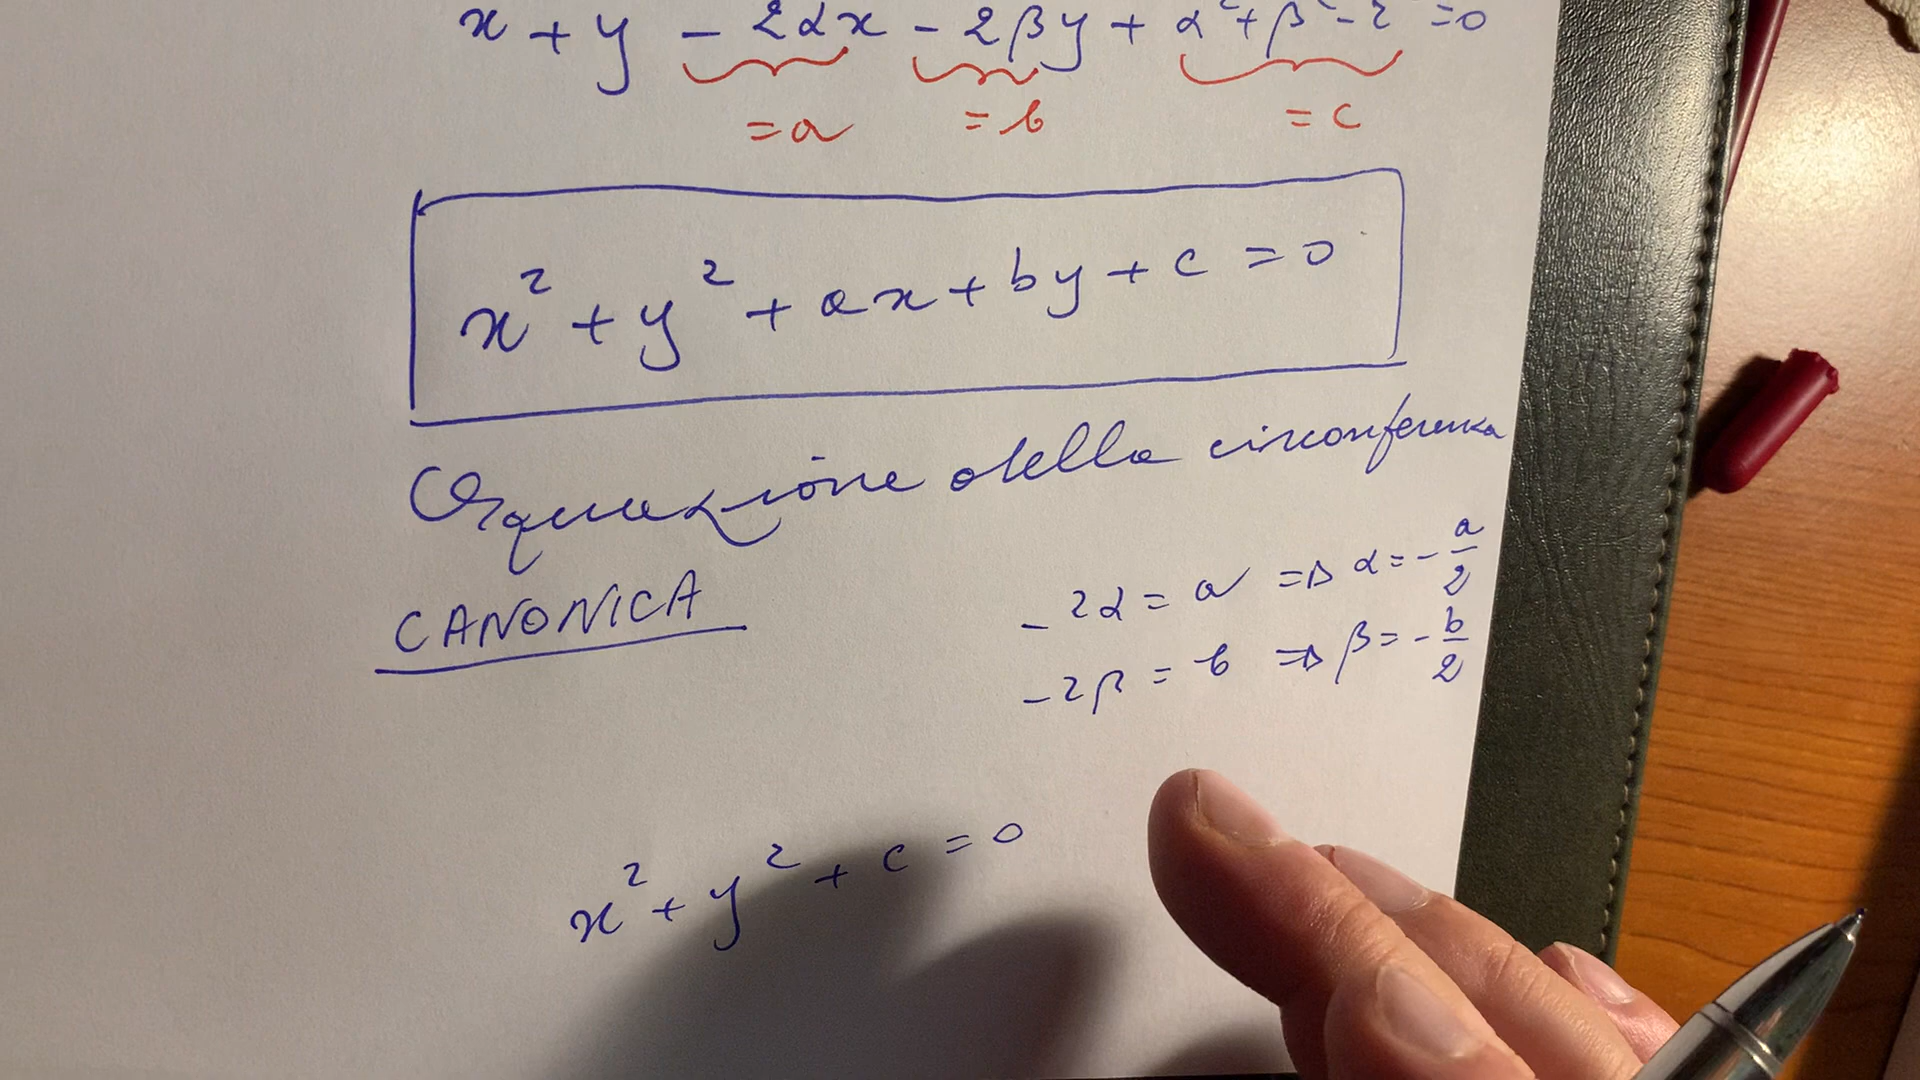 x + y - 2αx - 2βy + α²+β²-r =0
=a =b =c
x² + y² + ax + by + c = 0
Equazione della circonferenza
CANONICA
-2α = a => α = -a/2
-2β = b => β = -b/2
x² + y² + c = 0